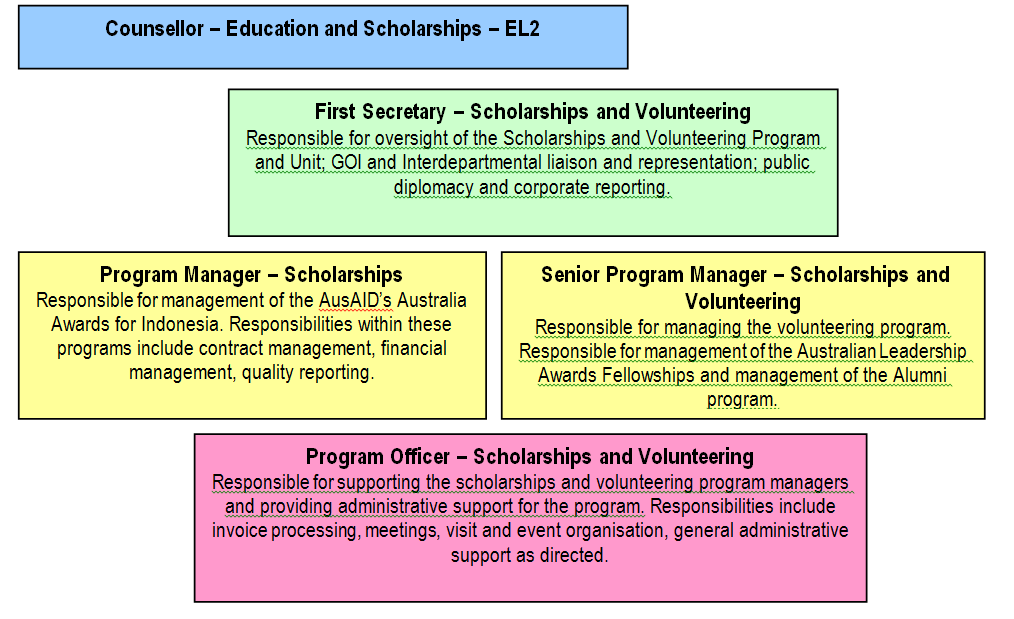 Counsellor – Education and Scholarships – EL2
First Secretary – Scholarships and Volunteering
Responsible for oversight of the Scholarships and Volunteering Program
and Unit; GOI and Interdepartmental liaison and representation; public
diplomacy and corporate reporting.
Program Manager – Scholarships
Responsible for management of the AusAID's Australia
Awards for Indonesia. Responsibilities within these
programs include contract management, financial
management, quality reporting.
Senior Program Manager – Scholarships and
Volunteering
Responsible for managing the volunteering program.
Responsible for management of the Australian Leadership
Awards Fellowships and management of the Alumni
program.
Program Officer – Scholarships and Volunteering
Responsible for supporting the scholarships and volunteering program managers
and providing administrative support for the program. Responsibilities include
invoice processing, meetings, visit and event organisation, general administrative
support as directed.